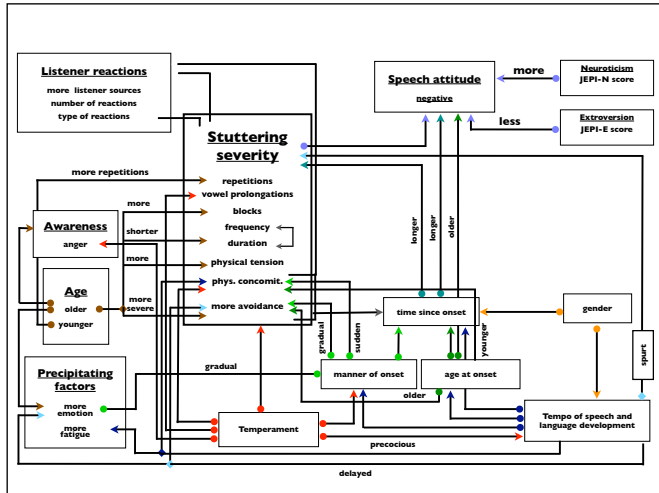 Listener reactions
more listener sources
number of reactions
type of reactions
Speech attitude
negative
more
Neuroticism
JEPI-N score
less
Extroversion
JEPI-E score
Stuttering
severity
repetitions
vowel prolongations
blocks
frequency
duration
physical tension
phys. concomit.
more avoidance
more repetitions
more
shorter
more
more
severe
Awareness
anger
Age
older
younger
Precipitating
factors
more
emotion
more
fatigue
gradual
gradual
sudden
longer
longer
older
younger
time since onset
gender
spurt
manner of onset
age at onset
older
Temperament
precocious
Tempo of speech and
language development
delayed